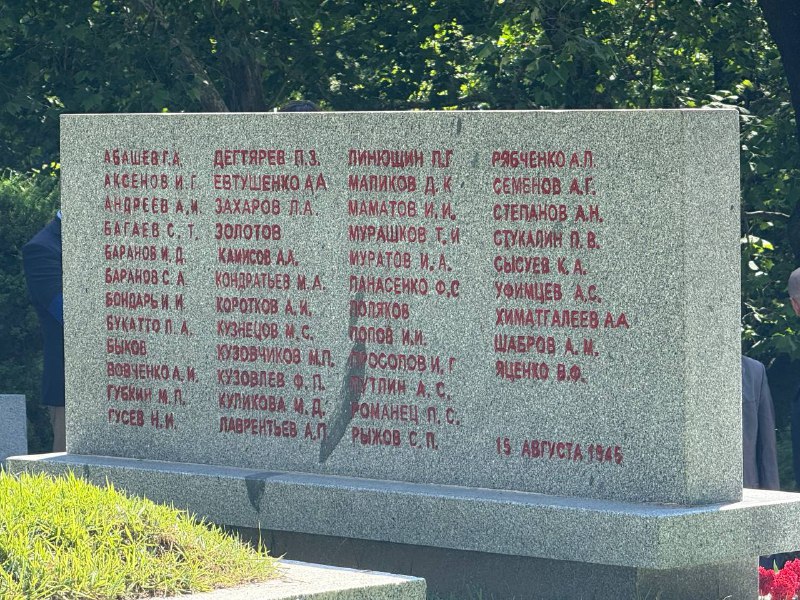 АБАШЕВ Г.А.
АКСЕНОВ И.Г.
АНДРЕЕВ А.И
БАГАЕВ С. Т.
БАРАНОВ И.Д.
БАРАНОВ С.А.
БОНДАРЬ И.И.
БУКАТТО П.А.
БЫКОВ
ВОВЧЕНКО А.И.
ГУБКИН М.П.
ГУСЕВ Н.И.
ДЕГТЯРЕВ П.З.
ЕВТУШЕНКО А.А
ЗАХАРОВ Л.А.
ЗОЛОТОВ
КАМИСОВ А.А.
КОНДРАТЬЕВ М.А.
КОРОТКОВ А.И.
КУЗНЕЦОВ М.С.
КУЗОВЧИКОВ М.П.
КУЗОВЛЕВ Ф.П.
КУЛИКОВА М.Д.
ЛАВРЕНТЬЕВ А.П
ЛИНЮШИН П.Г
МАЛИКОВ Д.К
МАМАТОВ И.И.
МУРАШКОВ Т.И
МУРАТОВ И.А.
ПАНАСЕНКО Ф.С
ПОЛЯКОВ
ПОПОВ И.И.
ПРОСОЛОВ И.Г
ПУТЛИН А.С.
РОМАНЕЦ П.С.
РЫЖОВ С.П.
РЯБЧЕНКО А.П.
СЕМЕНОВ А.Г.
СТЕПАНОВ А.Н.
СТУКАЛИН П.В.
СЫСУЕВ К.А.
УФИМЦЕВ А.С.
ХИМАТГАЛЕЕВ А.А.
ШАБРОВ А.М.
ЯЦЕНКО В.Ф.
15 АВГУСТА 1945